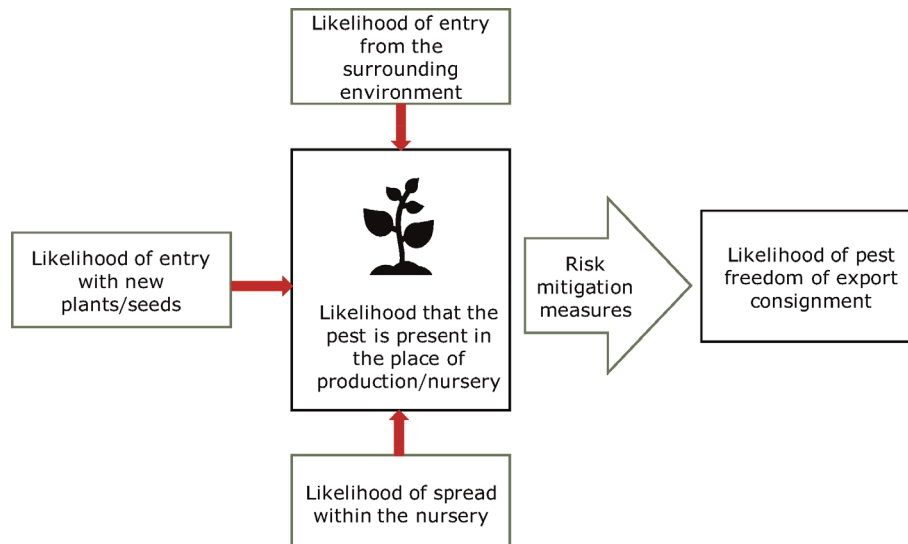 Likelihood of entry
from the
surrounding
environment
Likelihood of entry
with new
plants/seeds
Likelihood that the
pest is present in
the place of
production/nursery
Risk
mitigation
measures
Likelihood of pest
freedom of export
consignment
Likelihood of spread
within the nursery